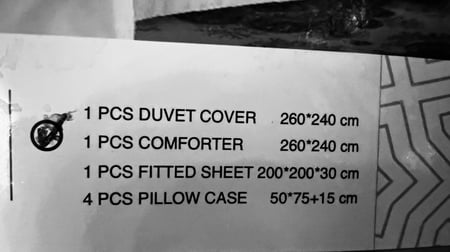 1 PCS DUVET COVER 260*240 cm
1 PCS COMFORTER 260*240 cm
1 PCS FITTED SHEET 200*200*30 cm
4 PCS PILLOW CASE 50*75+15 cm